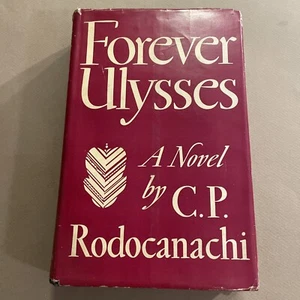 Forever
Ulysses
A Novel
by C.P.
Rodocanachi